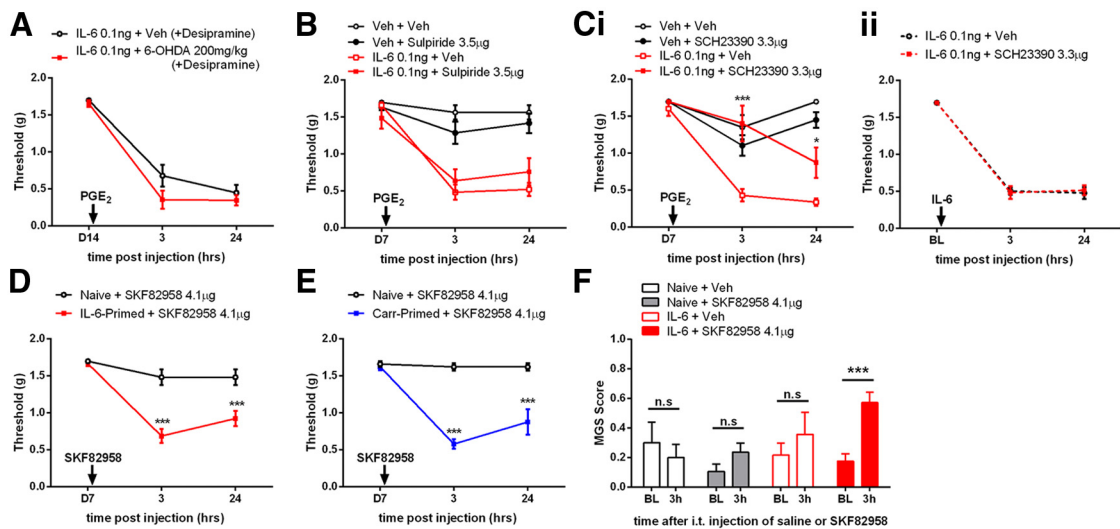 A
IL-6 0.1ng + Veh (+Desipramine)
IL-6 0.1ng + 6-OHDA 200mg/kg
(+Desipramine)
Threshold (g)
2.0
1.5
1.0
0.5
0.0
PGE₂
D14
3
24
time post injection (hrs)
B
Veh + Veh
Veh + Sulpiride 3.5µg
IL-6 0.1ng + Veh
IL-6 0.1ng + Sulpiride 3.5µg
Threshold (g)
2.0
1.5
1.0
0.5
0.0
PGE₂
D7
3
24
time post injection (hrs)
Ci
Veh + Veh
Veh + SCH23390 3.3µg
IL-6 0.1ng + Veh
IL-6 0.1ng + SCH23390 3.3µg
Threshold (g)
2.0
1.5
1.0
0.5
0.0
***
*
PGE₂
D7
3
24
time post injection (hrs)
ii
IL-6 0.1ng + Veh
IL-6 0.1ng + SCH23390 3.3µg
2.0
1.5
1.0
0.5
0.0
IL-6
BL
3
24
time post injection (hrs)
D
Naive + SKF82958 4.1µg
IL-6-Primed + SKF82958 4.1µg
Threshold (g)
2.0
1.5
1.0
0.5
0.0
***
***
SKF82958
D7
3
24
time post injection (hrs)
E
Naive + SKF82958 4.1µg
Carr-Primed + SKF82958 4.1µg
Threshold (g)
2.0
1.5
1.0
0.5
0.0
***
***
SKF82958
D7
3
24
time post injection (hrs)
F
Naive + Veh
Naive + SKF82958 4.1µg
IL-6 + Veh
IL-6 + SKF82958 4.1µg
MGS Score
1.0
0.8
0.6
0.4
0.2
0.0
n.s
n.s
n.s
***
BL 3h BL 3h BL 3h BL 3h
time after i.t. injection of saline or SKF82958